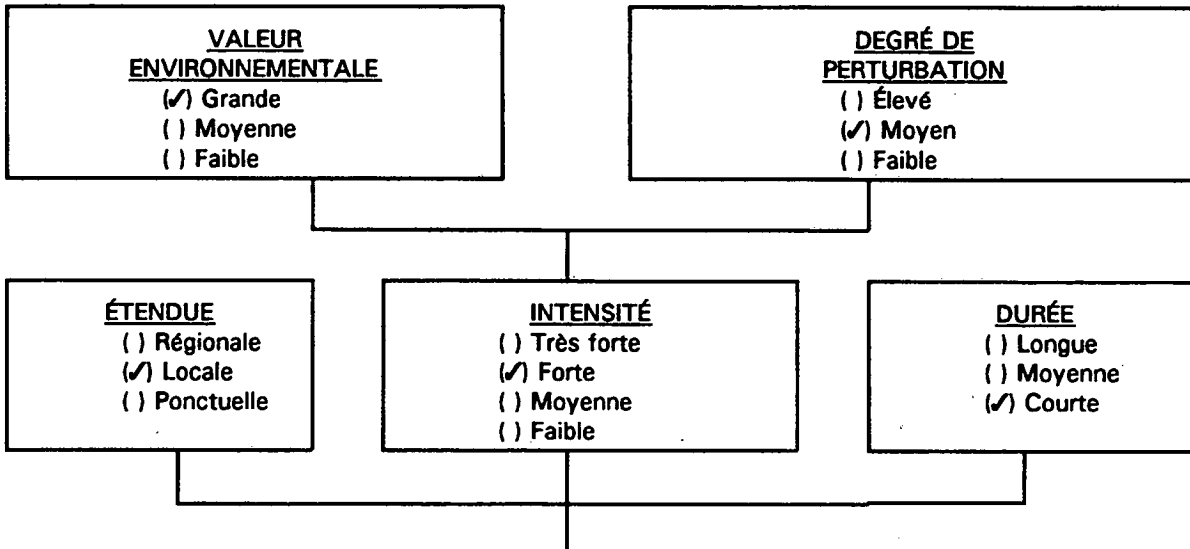 VALEUR
ENVIRONNEMENTALE
(✓) Grande
( ) Moyenne
( ) Faible
DEGRÉ DE
PERTURBATION
( ) Élevé
(✓) Moyen
( ) Faible
ÉTENDUE
( ) Régionale
(✓) Locale
( ) Ponctuelle
INTENSITÉ
( ) Très forte
(✓) Forte
( ) Moyenne
( ) Faible
DURÉE
( ) Longue
( ) Moyenne
(✓) Courte